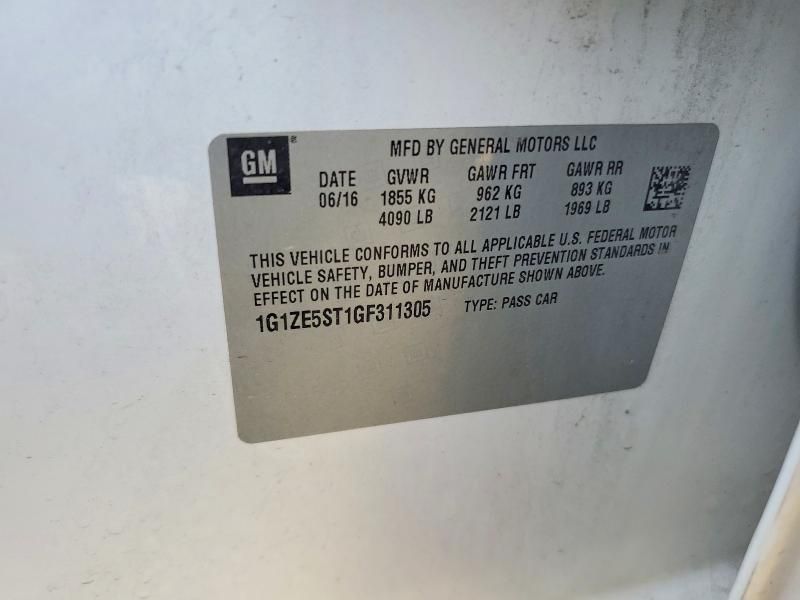 GM
MFD BY GENERAL MOTORS LLC
DATE GVWR GAWR FRT GAWR RR
06/16 1855 KG 962 KG 893 KG
4090 LB 2121 LB 1969 LB
THIS VEHICLE CONFORMS TO ALL APPLICABLE U.S. FEDERAL MOTOR
VEHICLE SAFETY, BUMPER, AND THEFT PREVENTION STANDARDS IN
EFFECT ON THE DATE OF MANUFACTURE SHOWN ABOVE.
1G1ZE5ST1GF311305 TYPE: PASS CAR